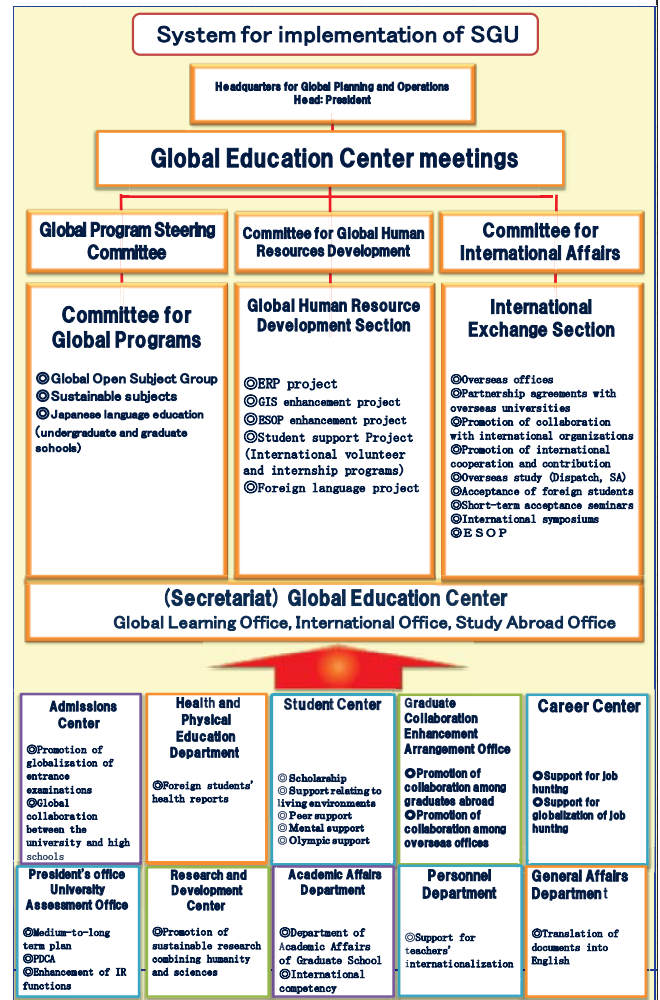 System for implementation of SGU
Headquarters for Global Planning and Operations
Head: President
Global Education Center meetings
Global Program Steering
Committee
Committee for Global Human
Resources Development
Committee for
International Affairs
Committee for
Global Programs
◎Global Open Subject Group
◎Sustainable subjects
◎Japanese language education
(undergraduate and graduate
schools)
Global Human Resource
Development Section
◎ERP project
◎GIS enhancement project
◎ESOP enhancement project
◎Student support Project
(International volunteer
and internship programs)
◎Foreign language project
International
Exchange Section
◎Overseas offices
◎Partnership agreements with
overseas universities
◎Promotion of collaboration
with international organizations
◎Promotion of international
cooperation and contribution
◎Overseas study (Dispatch, SA)
◎Acceptance of foreign students
◎Short-term acceptance seminars
◎International symposiums
◎ESOP
(Secretariat) Global Education Center
Global Learning Office, International Office, Study Abroad Office
Admissions
Center
◎Promotion of
globalization of
entrance
examinations
◎Global
collaboration
between the
university and high
schools
Health and
Physical
Education
Department
◎Foreign students'
health reports
Student Center
◎Scholarship
◎Support relating to
living environments
◎Peer support
◎Mental support
◎Olympic support
Graduate
Collaboration
Enhancement
Arrangement Office
◎Promotion of
collaboration among
graduates abroad
◎Promotion of
collaboration among
overseas offices
Career Center
◎Support for job
hunting
◎Support for
globalization of job
hunting
President's office
University
Assessment Office
◎Medium-to-long
term plan
◎PDCA
◎Enhancement of IR
functions
Research and
Development
Center
◎Promotion of
sustainable research
combining humanity
and sciences
Academic Affairs
Department
◎Department of
Academic Affairs
of Graduate School
◎International
competency
Personnel
Department
◎Support for
teachers'
internationalization
General Affairs
Department
◎Translation of
documents into
English